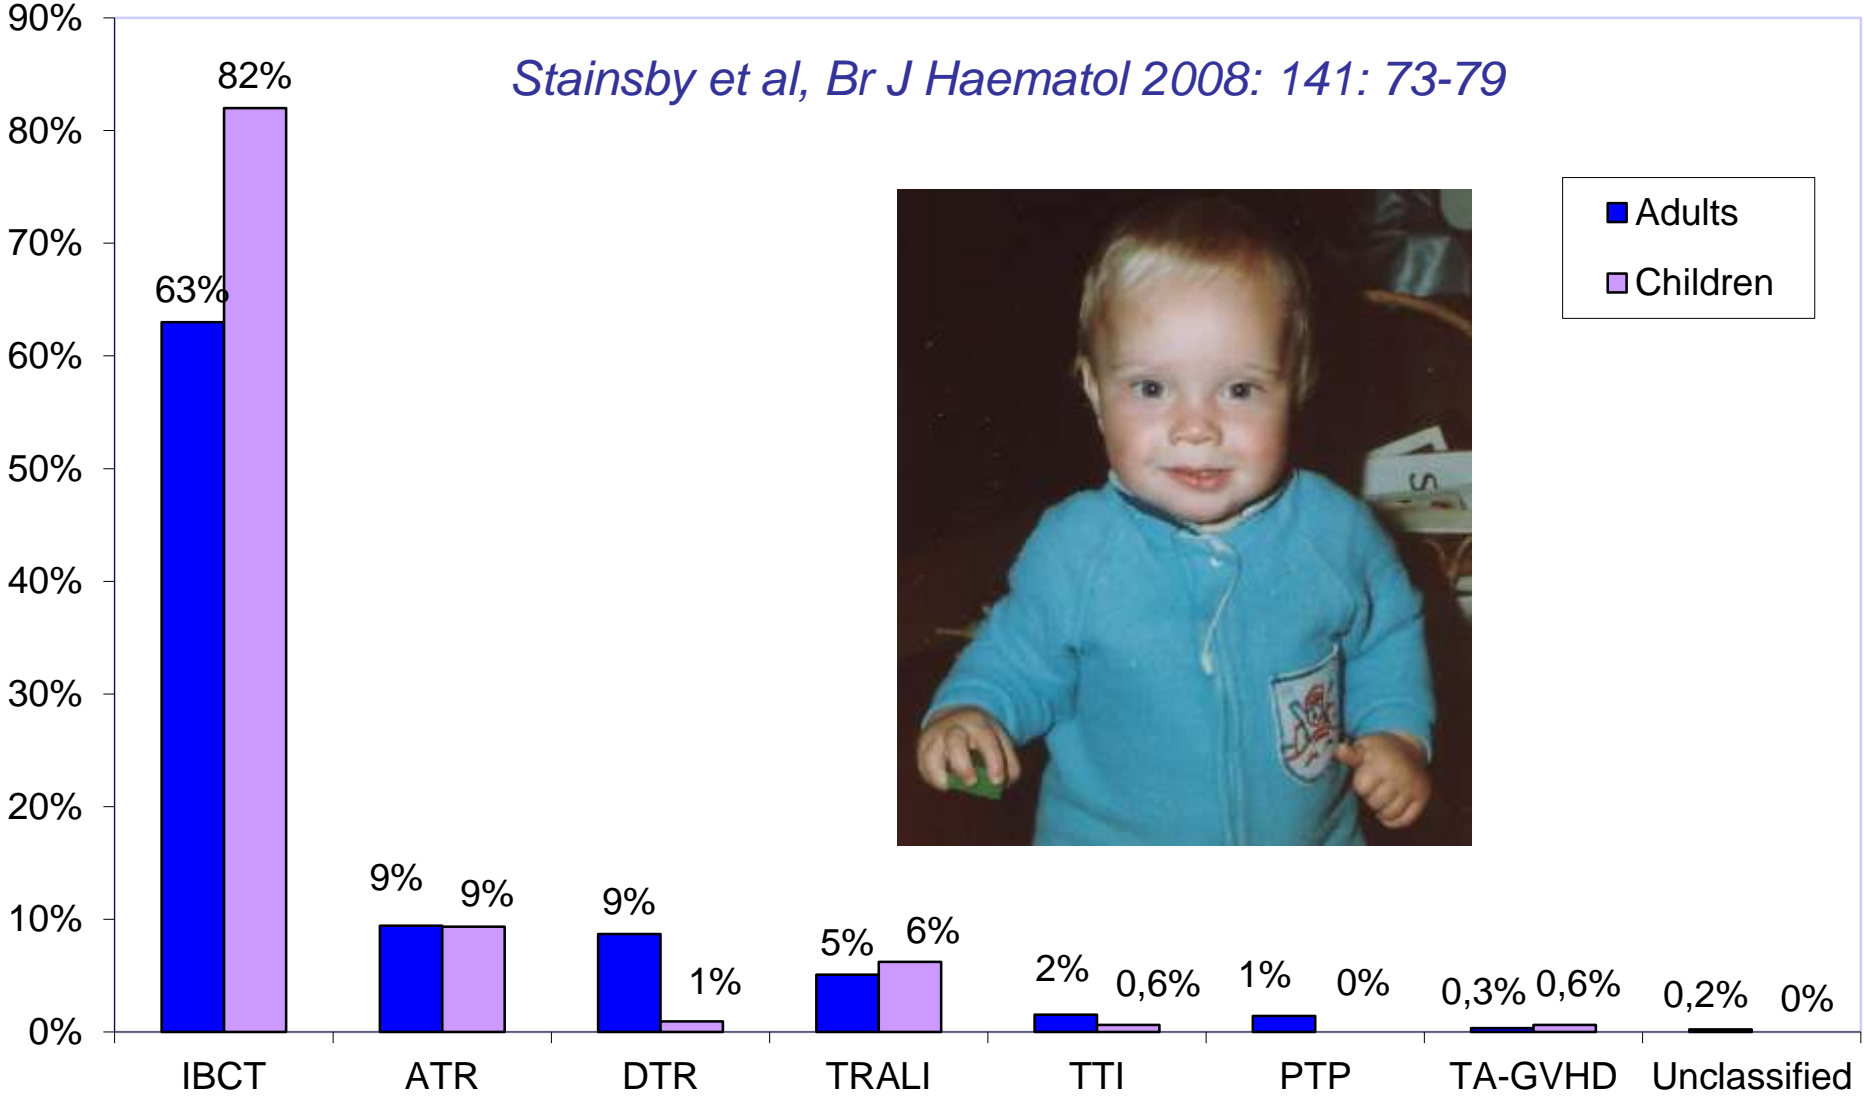 90%
Stainsby et al, Br J Haematol 2008: 141: 73-79
82%
80%
Adults
70%
Children
63%
60%
50%
S
40%
30%
20%
9%
9%
9%
10%
5%
6%
1%
2%
0,6%
1%
0%
0,3%
0,6%
0,2%
0%
0%
IBCT
ATR
DTR
TRALI
TTI
PTP
TA-GVHD
Unclassified